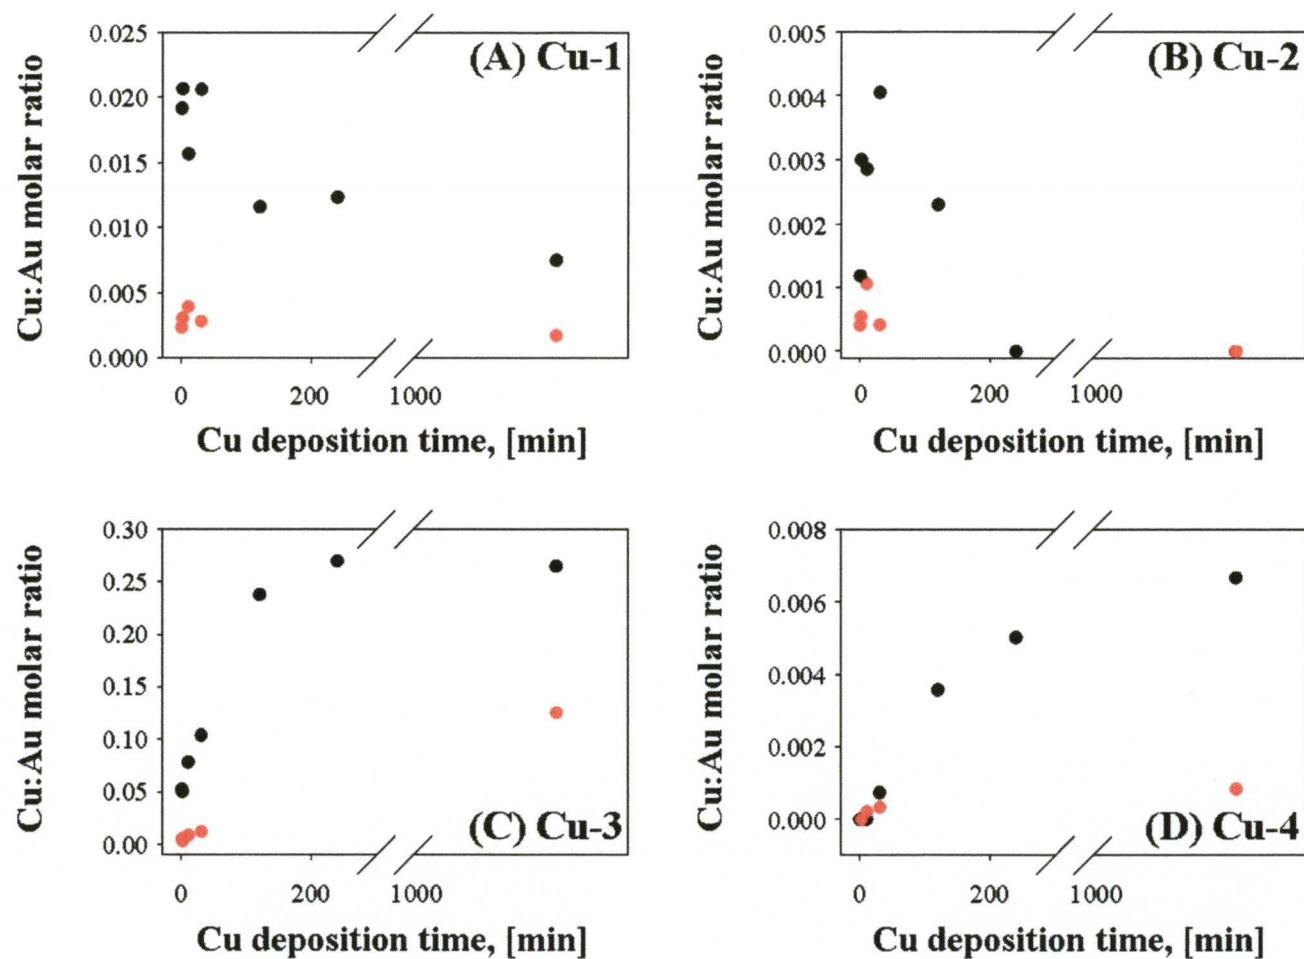 (A) Cu-1
Cu:Au molar ratio
0.025
0.020
0.015
0.010
0.005
0.000
0 200 1000
Cu deposition time, [min]
(B) Cu-2
Cu:Au molar ratio
0.005
0.004
0.003
0.002
0.001
0.000
0 200 1000
Cu deposition time, [min]
(C) Cu-3
Cu:Au molar ratio
0.30
0.25
0.20
0.15
0.10
0.05
0.00
0 200 1000
Cu deposition time, [min]
(D) Cu-4
Cu:Au molar ratio
0.008
0.006
0.004
0.002
0.000
0 200 1000
Cu deposition time, [min]